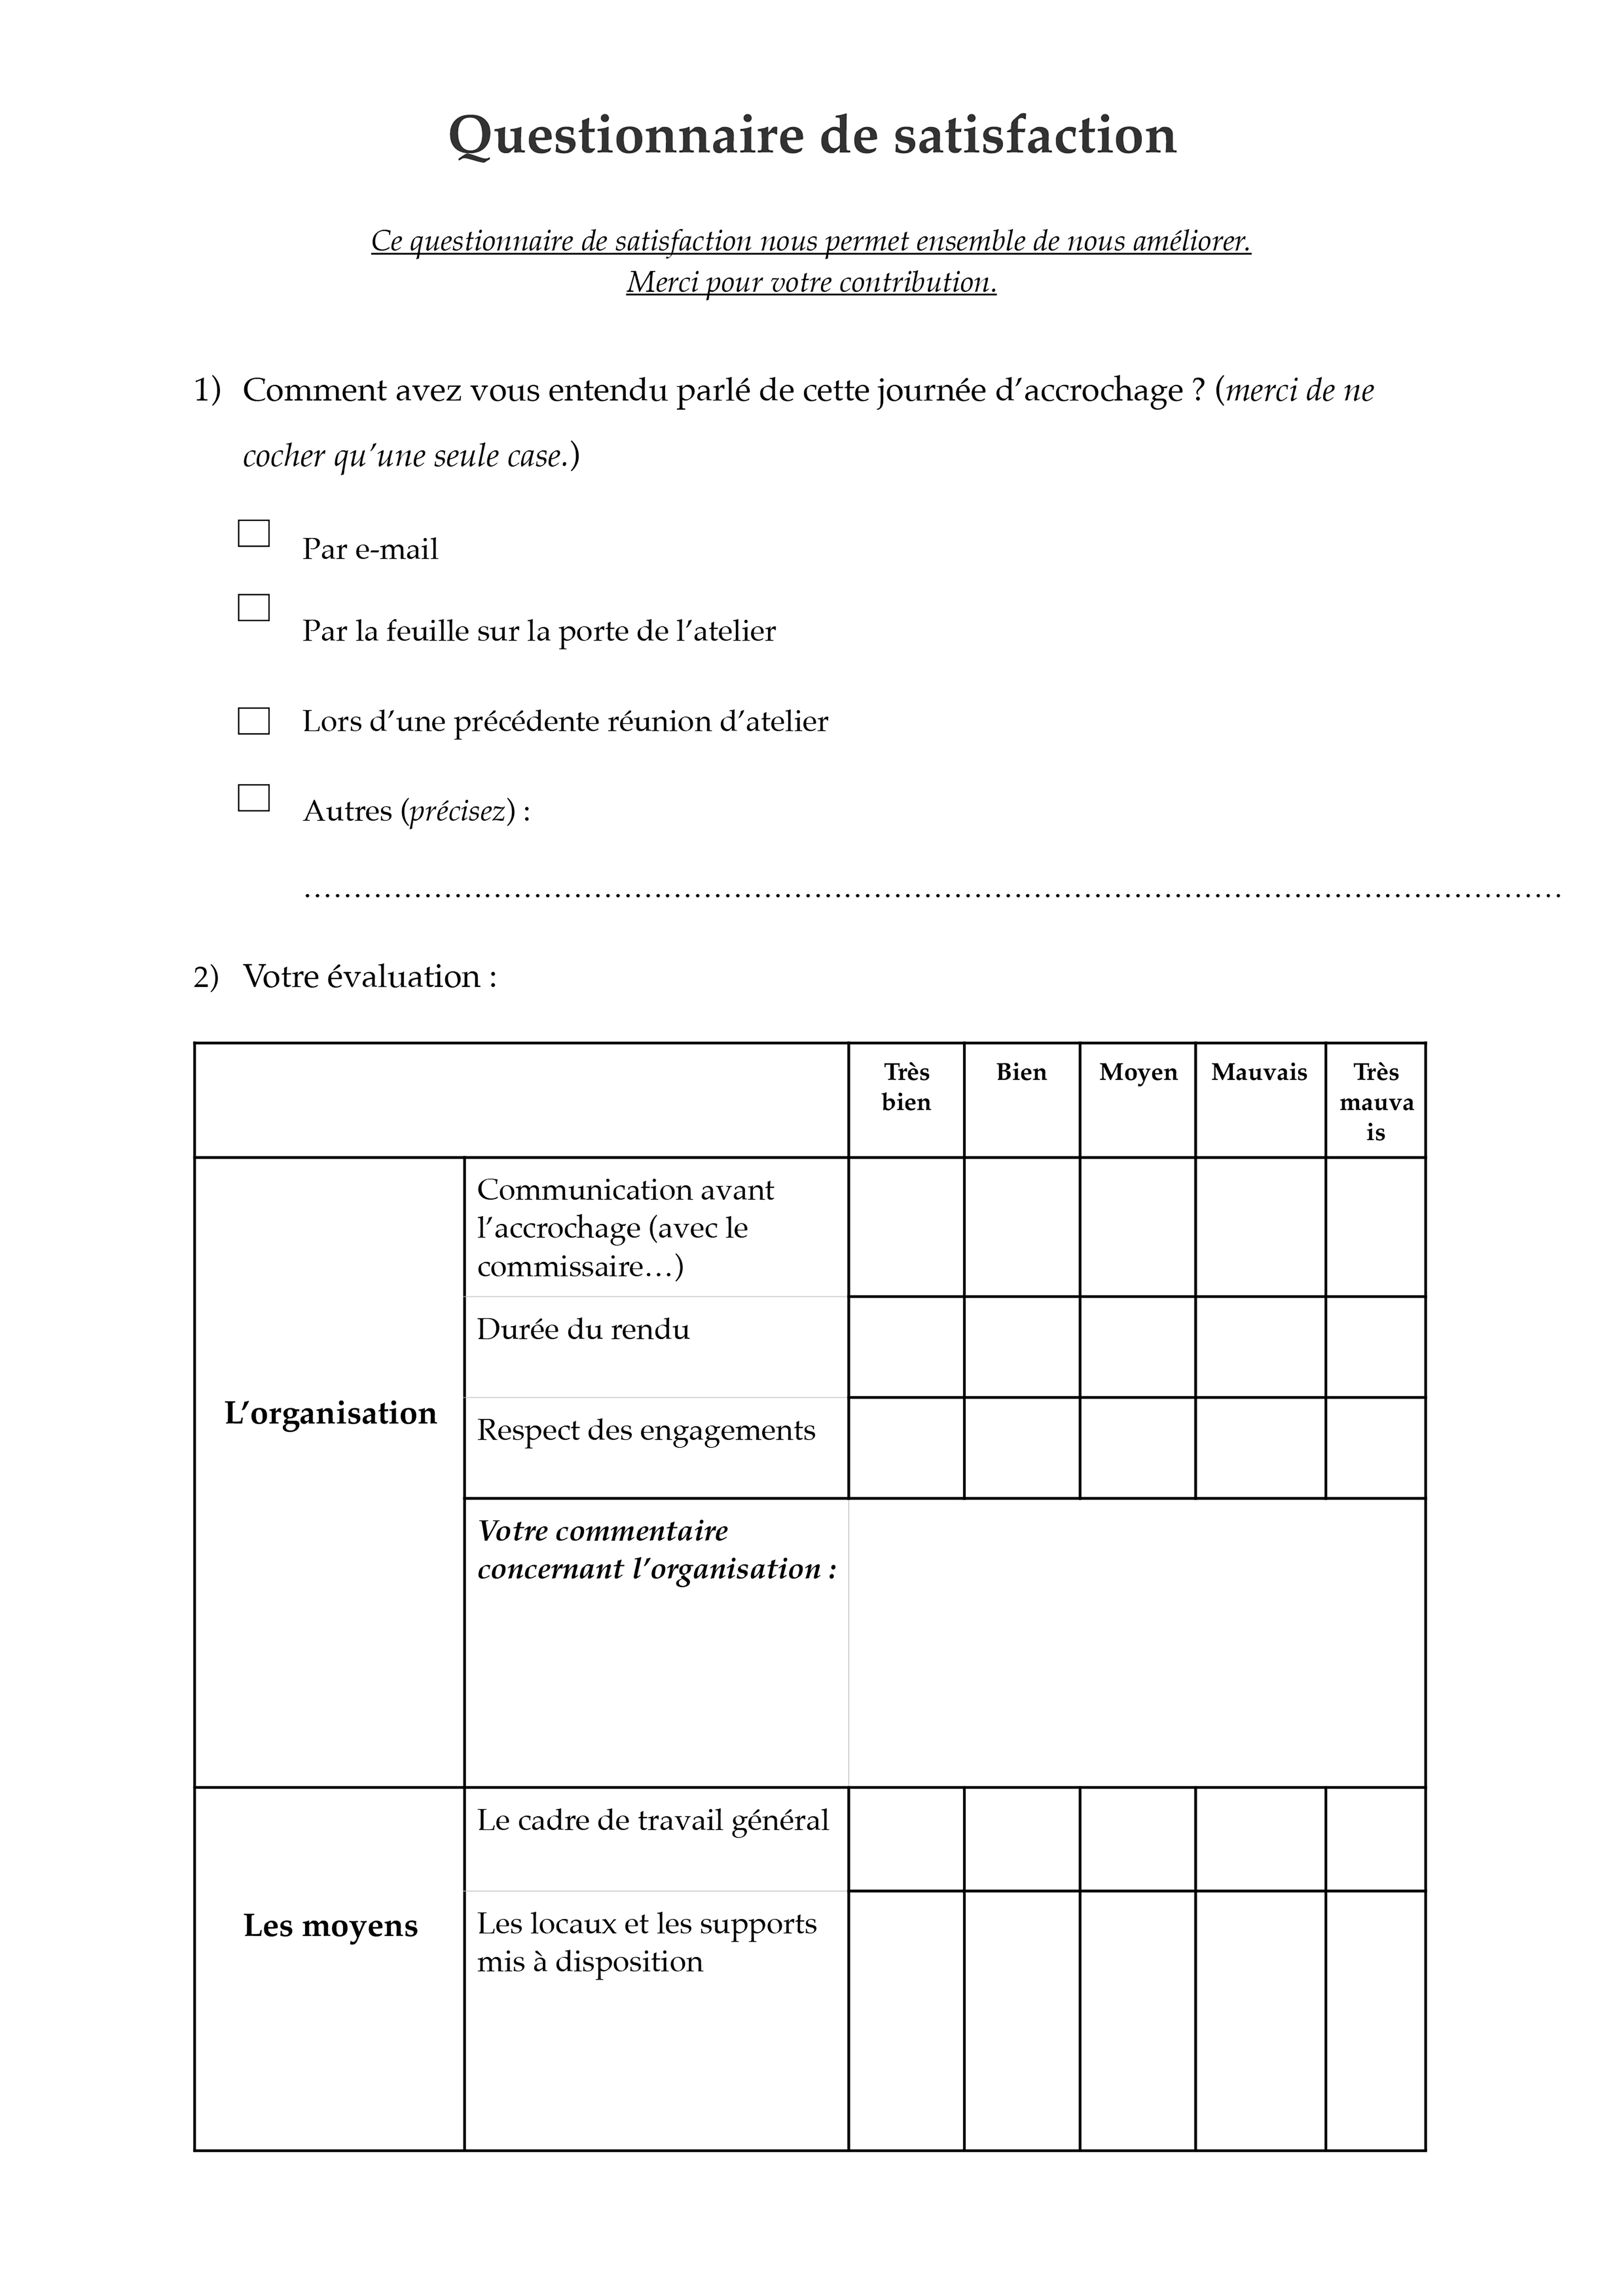 Questionnaire de satisfaction
Ce questionnaire de satisfaction nous permet ensemble de nous améliorer.
Merci pour votre contribution.
1) Comment avez vous entendu parlé de cette journée d’accrochage ? (merci de ne
cocher qu’une seule case.)
Par e-mail
Par la feuille sur la porte de l’atelier
Lors d’une précédente réunion d’atelier
Autres (précisez) :
……………………………………………………………………………………………………………
2) Votre évaluation :
Très
bien
Bien
Moyen
Mauvais
Très
mauva
is
L’organisation
Communication avant
l’accrochage (avec le
commissaire…)
Durée du rendu
Respect des engagements
Votre commentaire
concernant l’organisation :
Les moyens
Le cadre de travail général
Les locaux et les supports
mis à disposition